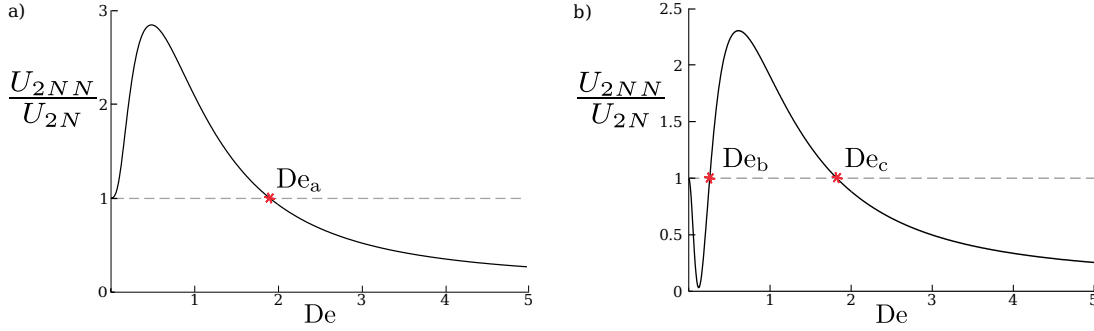 a)
3
2
1
0
U_{2NN}
U_{2N}
De_a
1 2 3 4 5
De
b)
2.5
2
1.5
1
0.5
0
U_{2NN}
U_{2N}
De_b De_c
1 2 3 4 5
De